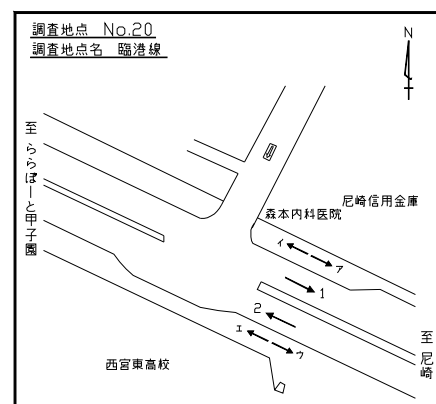 調査地点 No.20
調査地点名 臨港線
N
至ららぽーと甲子園
尼崎信用金庫
森本内科医院
イ
ア
1
2
エ
ウ
至尼崎
西宮東高校